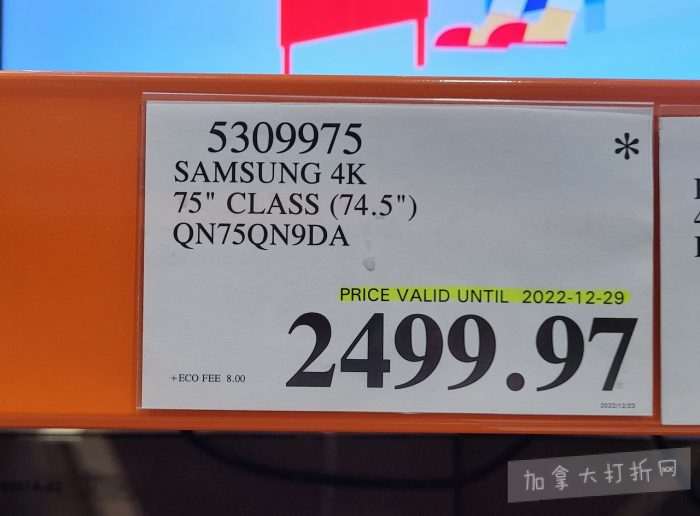 5309975
*
SAMSUNG 4K
75" CLASS (74.5")
QN75QN9DA
PRICE VALID UNTIL 2022-12-29
2499.97
+ECO FEE 8.00
2022/12/23
加拿大打折网